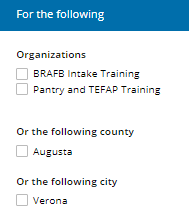 For the following
Organizations
BRAFB Intake Training
Pantry and TEFAP Training
Or the following county
Augusta
Or the following city
Verona